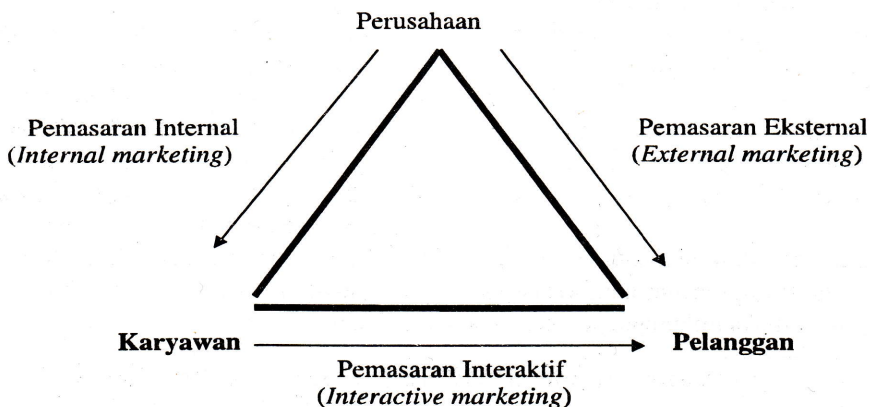 Perusahaan
Pemasaran Internal
(Internal marketing)
Pemasaran Eksternal
(External marketing)
Karyawan
Pelanggan
Pemasaran Interaktif
(Interactive marketing)